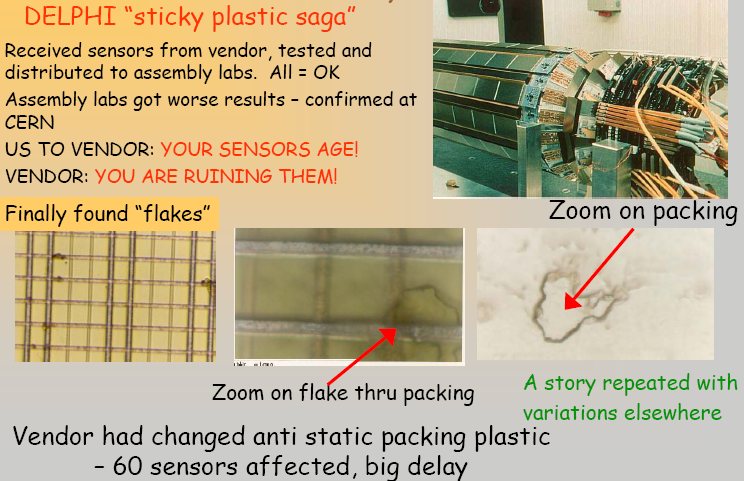 DELPHI “sticky plastic saga”
Received sensors from vendor, tested and
distributed to assembly labs.  All = OK
Assembly labs got worse results – confirmed at
CERN
US TO VENDOR: YOUR SENSORS AGE!
VENDOR: YOU ARE RUINING THEM!
Finally found “flakes”
Zoom on packing
Zoom on flake thru packing
A story repeated with
variations elsewhere
Vendor had changed anti static packing plastic
– 60 sensors affected, big delay